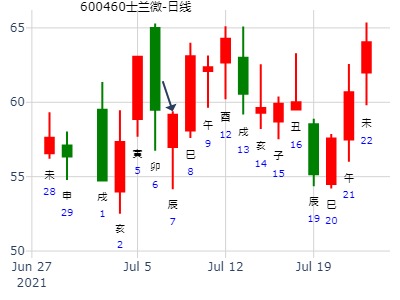 600460士兰微-日线
65
60
55
50
未
28
申
29
戌
1
亥
2
寅
5
卯
6
辰
7
巳
8
午
9
酉
12
戌
13
亥
14
子
15
丑
16
辰
19
巳
20
午
21
未
22
Jun 27
2021
Jul 5
Jul 12
Jul 19